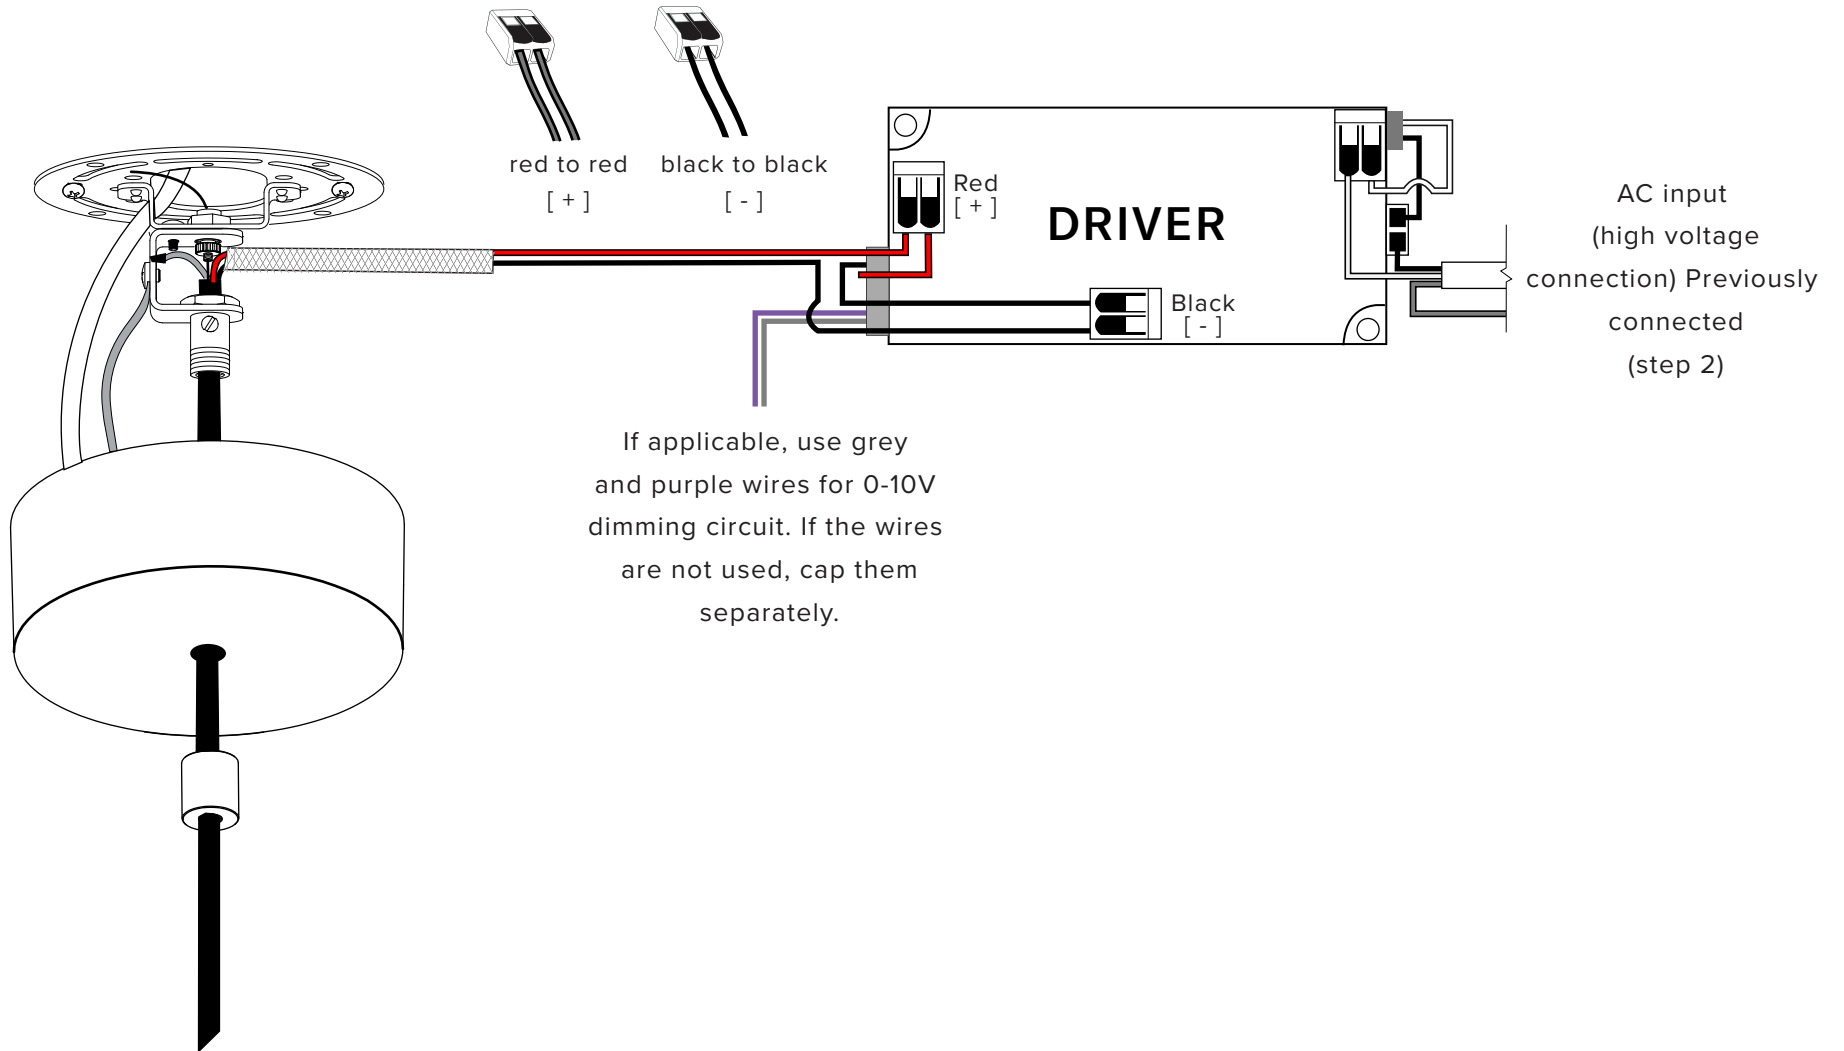 red to red
[ + ]
black to black
[ - ]
Red
[ + ]
DRIVER
Black
[ - ]
AC input
(high voltage
connection) Previously
connected
(step 2)
If applicable, use grey
and purple wires for 0-10V
dimming circuit. If the wires
are not used, cap them
separately.